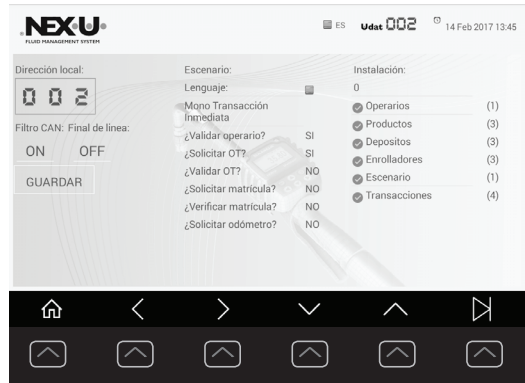 NEX·U·
FLUID MANAGEMENT SYSTEM
ES
Udat 002
14 Feb 2017 13:45
Dirección local:
002
Filtro CAN: Final de línea:
ON OFF
GUARDAR
Escenario:
Lenguaje:
Mono Transacción
Inmediata
¿Validar operario? SI
¿Solicitar OT? SI
¿Validar OT? NO
¿Solicitar matrícula? NO
¿Verificar matrícula? NO
¿Solicitar odómetro? NO
Instalación:
0
Operarios (1)
Productos (3)
Depositos (3)
Enrolladores (3)
Escenario (1)
Transacciones (4)